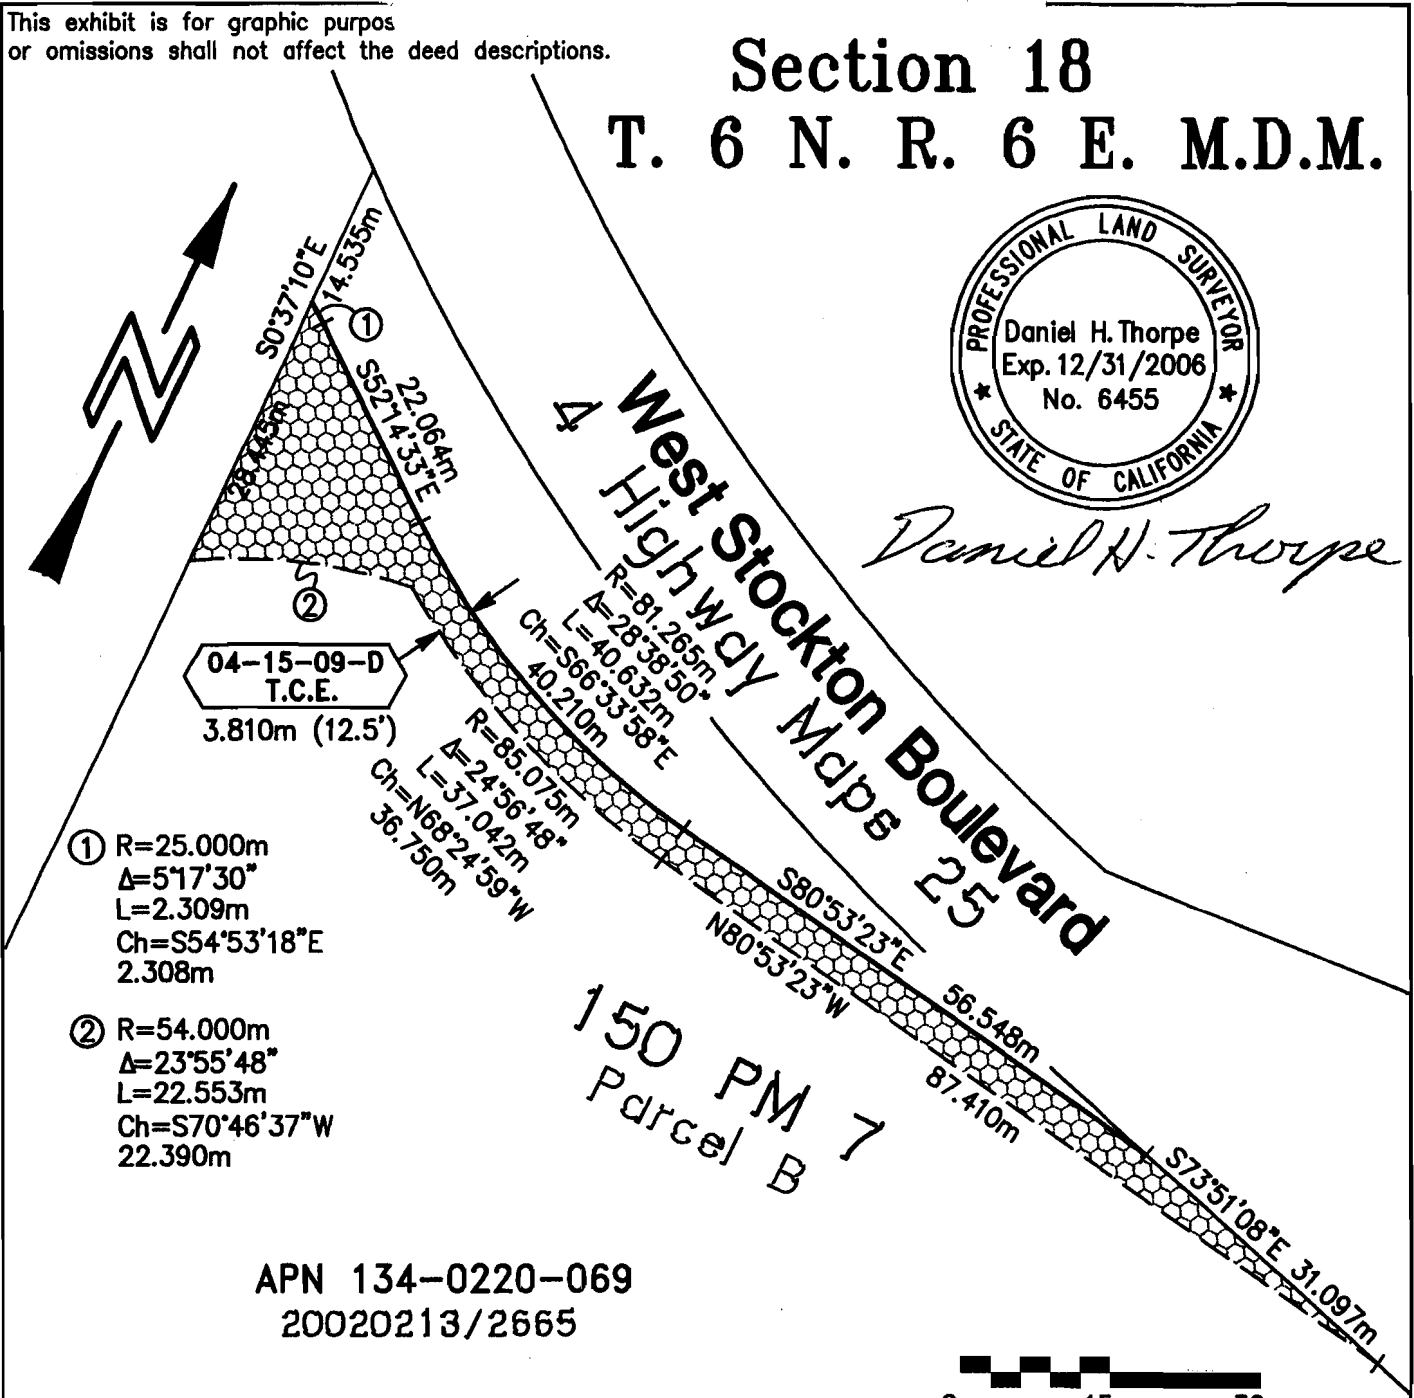 This exhibit is for graphic purpos
or omissions shall not affect the deed descriptions.
Section 18
T. 6 N. R. 6 E. M.D.M.
PROFESSIONAL LAND SURVEYOR
Daniel H. Thorpe
Exp. 12/31/2006
No. 6455
★ STATE OF CALIFORNIA ★
Daniel H. Thorpe
N
S0°37'10"E
14.535m
①
28.445m
22.064m
S52°14'33"E
②
04-15-09-D
T.C.E.
3.810m (12.5')
West Stockton Boulevard
4 Highway Maps 25
R=81.265m
Δ=28°38'50"
L=40.632m
Ch=S66°33'58"E
40.210m
R=85.075m
Δ=24°56'48"
L=37.042m
Ch=N68°24'59"W
36.750m
① R=25.000m
Δ=5°17'30"
L=2.309m
Ch=S54°53'18"E
2.308m
② R=54.000m
Δ=23°55'48"
L=22.553m
Ch=S70°46'37"W
22.390m
S80°53'23"E
56.548m
N80°53'23"W
87.410m
S73°51'08"E 31.097m
150 PM 7
Parcel B
APN 134-0220-069
20020213/2665